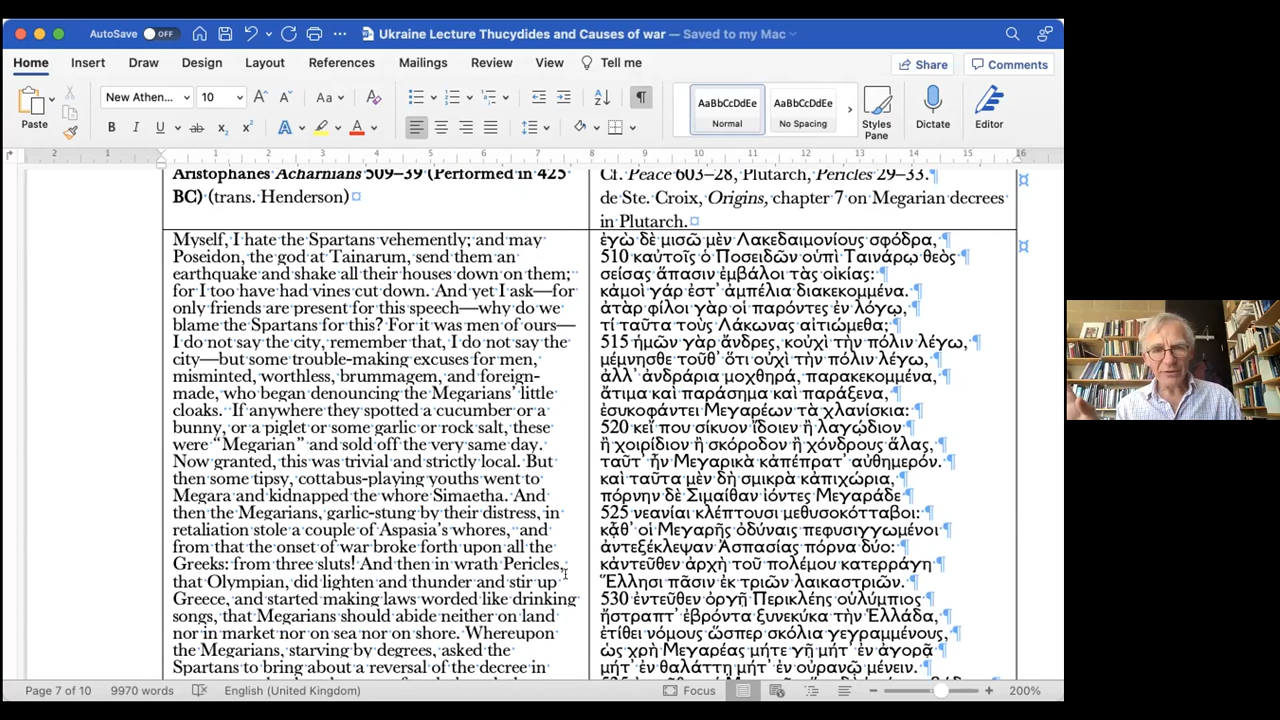 AutoSave OFF
Ukraine Lecture Thucydides and Causes of war — Saved to my Mac
Home Insert Draw Design Layout References Mailings Review View Tell me
Share Comments
Paste
New Athen... 10
AaBbCcDdEe AaBbCcDdEe
Normal No Spacing
Styles Pane
Dictate
Editor
2 1 1 2 3 4 5 6 7 8 9 10 11 12 13 14 15 16
Aristophanes Acharnians 509–39 (Performed in 425
BC) (trans. Henderson)
Cf. Peace 603–28, Plutarch, Pericles 29–33.
de Ste. Croix, Origins, chapter 7 on Megarian decrees
in Plutarch.
Myself, I hate the Spartans vehemently; and may
Poseidon, the god at Tainarum, send them an
earthquake and shake all their houses down on them;
for I too have had vines cut down. And yet I ask—for
only friends are present for this speech—why do we
blame the Spartans for this? For it was men of ours—
I do not say the city, remember that, I do not say the
city—but some trouble-making excuses for men,
misminted, worthless, brummagem, and foreign-
made, who began denouncing the Megarians' little
cloaks. If anywhere they spotted a cucumber or a
bunny, or a piglet or some garlic or rock salt, these
were “Megarian” and sold off the very same day.
Now granted, this was trivial and strictly local. But
then some tipsy, cottabus-playing youths went to
Megara and kidnapped the whore Simaetha. And
then the Megarians, garlic-stung by their distress, in
retaliation stole a couple of Aspasia's whores, and
from that the onset of war broke forth upon all the
Greeks: from three sluts! And then in wrath Pericles,
that Olympian, did lighten and thunder and stir up
Greece, and started making laws worded like drinking
songs, that Megarians should abide neither on land
nor in market nor on sea nor on shore. Whereupon
the Megarians, starving by degrees, asked the
Spartans to bring about a reversal of the decree in
ἐγὼ δὲ μισῶ μὲν Λακεδαιμονίους σφόδρα,
510 καὐτοῖς ὁ Ποσειδῶν οὑπὶ Ταινάρῳ θεὸς
σείσας ἅπασιν ἐμβάλοι τὰς οἰκίας:
κἀμοὶ γάρ ἐστ᾽ ἀμπέλια διακεκομμένα.
ἀτὰρ φίλοι γὰρ οἱ παρόντες ἐν λόγῳ,
τί ταῦτα τοὺς Λάκωνας αἰτιώμεθα;
515 ἡμῶν γὰρ ἄνδρες, κοὐχὶ τὴν πόλιν λέγω,
μέμνησθε τοῦθ᾽ ὅτι οὐχὶ τὴν πόλιν λέγω,
ἀλλ᾽ ἀνδράρια μοχθηρά, παρακεκομμένα,
ἄτιμα καὶ παράσημα καὶ παράξενα,
ἐσυκοφάντει Μεγαρέων τὰ χλανίσκια:
520 κεἴ που σίκυον ἴδοιεν ἢ λαγῴδιον
ἢ χοιρίδιον ἢ σκόροδον ἢ χόνδρους ἅλας,
ταῦτ᾽ ἦν Μεγαρικὰ κἀπέπρατ᾽ αὐθημερόν.
καὶ ταῦτα μὲν δὴ σμικρὰ κἀπιχώρια,
πόρνην δὲ Σιμαίθαν ἰόντες Μεγαράδε
525 νεανίαι κλέπτουσι μεθυσοκότταβοι:
κᾆθ᾽ οἱ Μεγαρῆς ὀδύναις πεφυσιγγωμένοι
ἀντεξέκλεψαν Ἀσπασίας πόρνα δύο:
κἀντεῦθεν ἀρχὴ τοῦ πολέμου κατερράγη
Ἕλλησι πᾶσιν ἐκ τριῶν λαικαστριῶν.
530 ἐντεῦθεν ὀργῇ Περικλέης οὑλύμπιος
ἤστραπτ᾽ ἐβρόντα ξυνεκύκα τὴν Ἑλλάδα,
ἐτίθει νόμους ὥσπερ σκόλια γεγραμμένους,
ὡς χρὴ Μεγαρέας μήτε γῇ μήτ᾽ ἐν ἀγορᾷ
μήτ᾽ ἐν θαλάττῃ μήτ᾽ ἐν οὐρανῷ μένειν.
Page 7 of 10 9970 words English (United Kingdom) Focus 200%